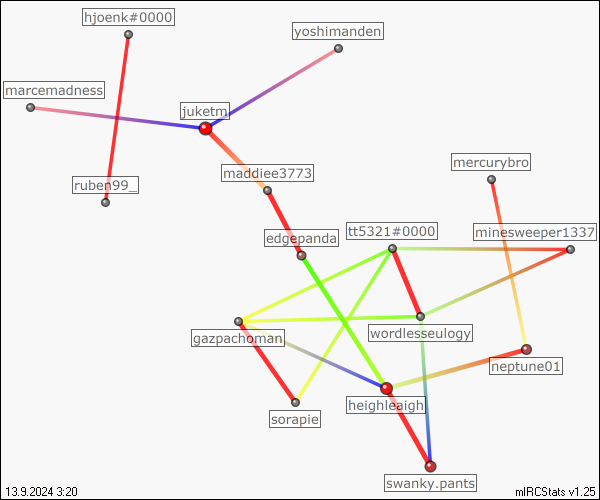 hjoenk#0000
yoshimanden
marcemadness
juketm
mercurybro
maddiee3773
ruben99_
tt5321#0000
minesweeper1337
edgepanda
gazpachoman
wordlesseulogy
neptune01
heighleaigh
sorapie
swanky.pants
13.9.2024 3:20
mIRCStats v1.25